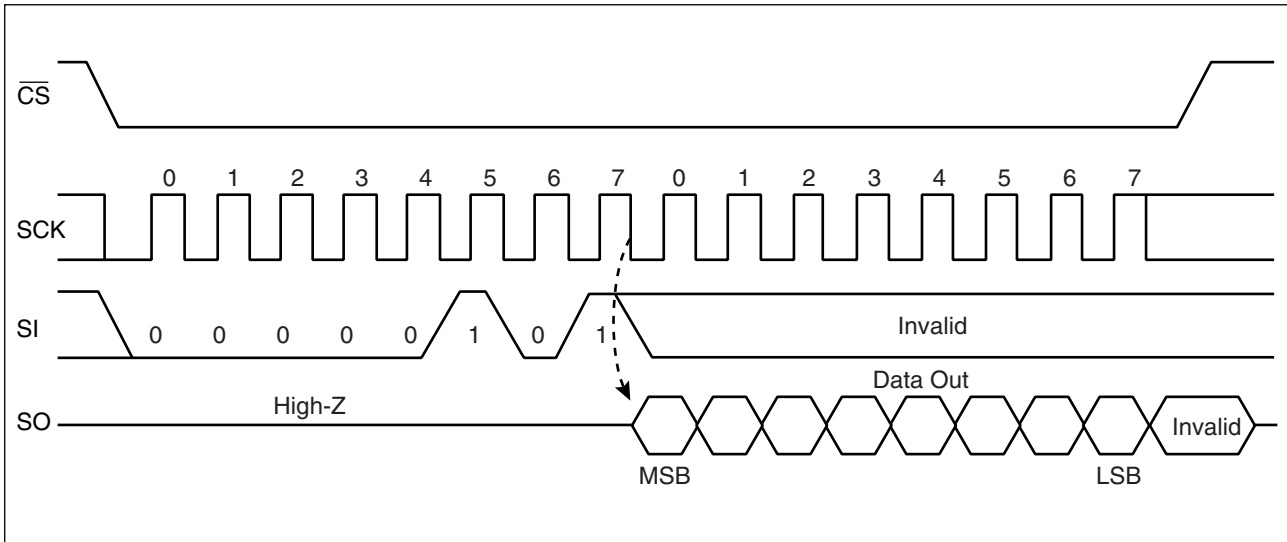 CS
0 1 2 3 4 5 6 7 0 1 2 3 4 5 6 7
SCK
SI
0 0 0 0 0 1 0 1
Invalid
Data Out
High-Z
SO
Invalid
MSB
LSB